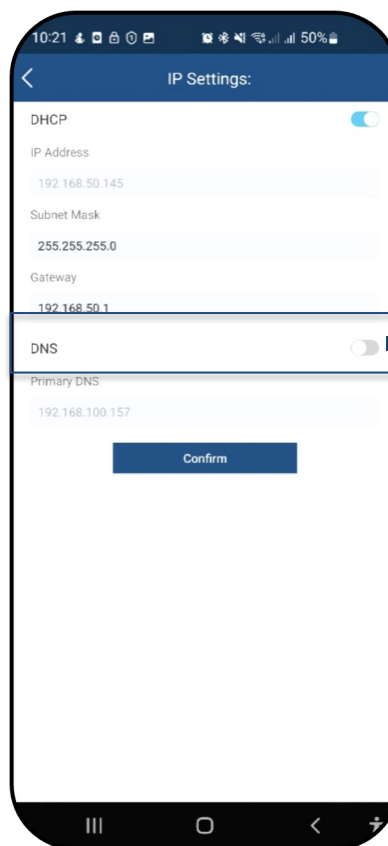 10:21 50%
IP Settings:
DHCP
IP Address
192.168.50.145
Subnet Mask
255.255.255.0
Gateway
192.168.50.1
DNS
Primary DNS
192.168.100.157
Confirm